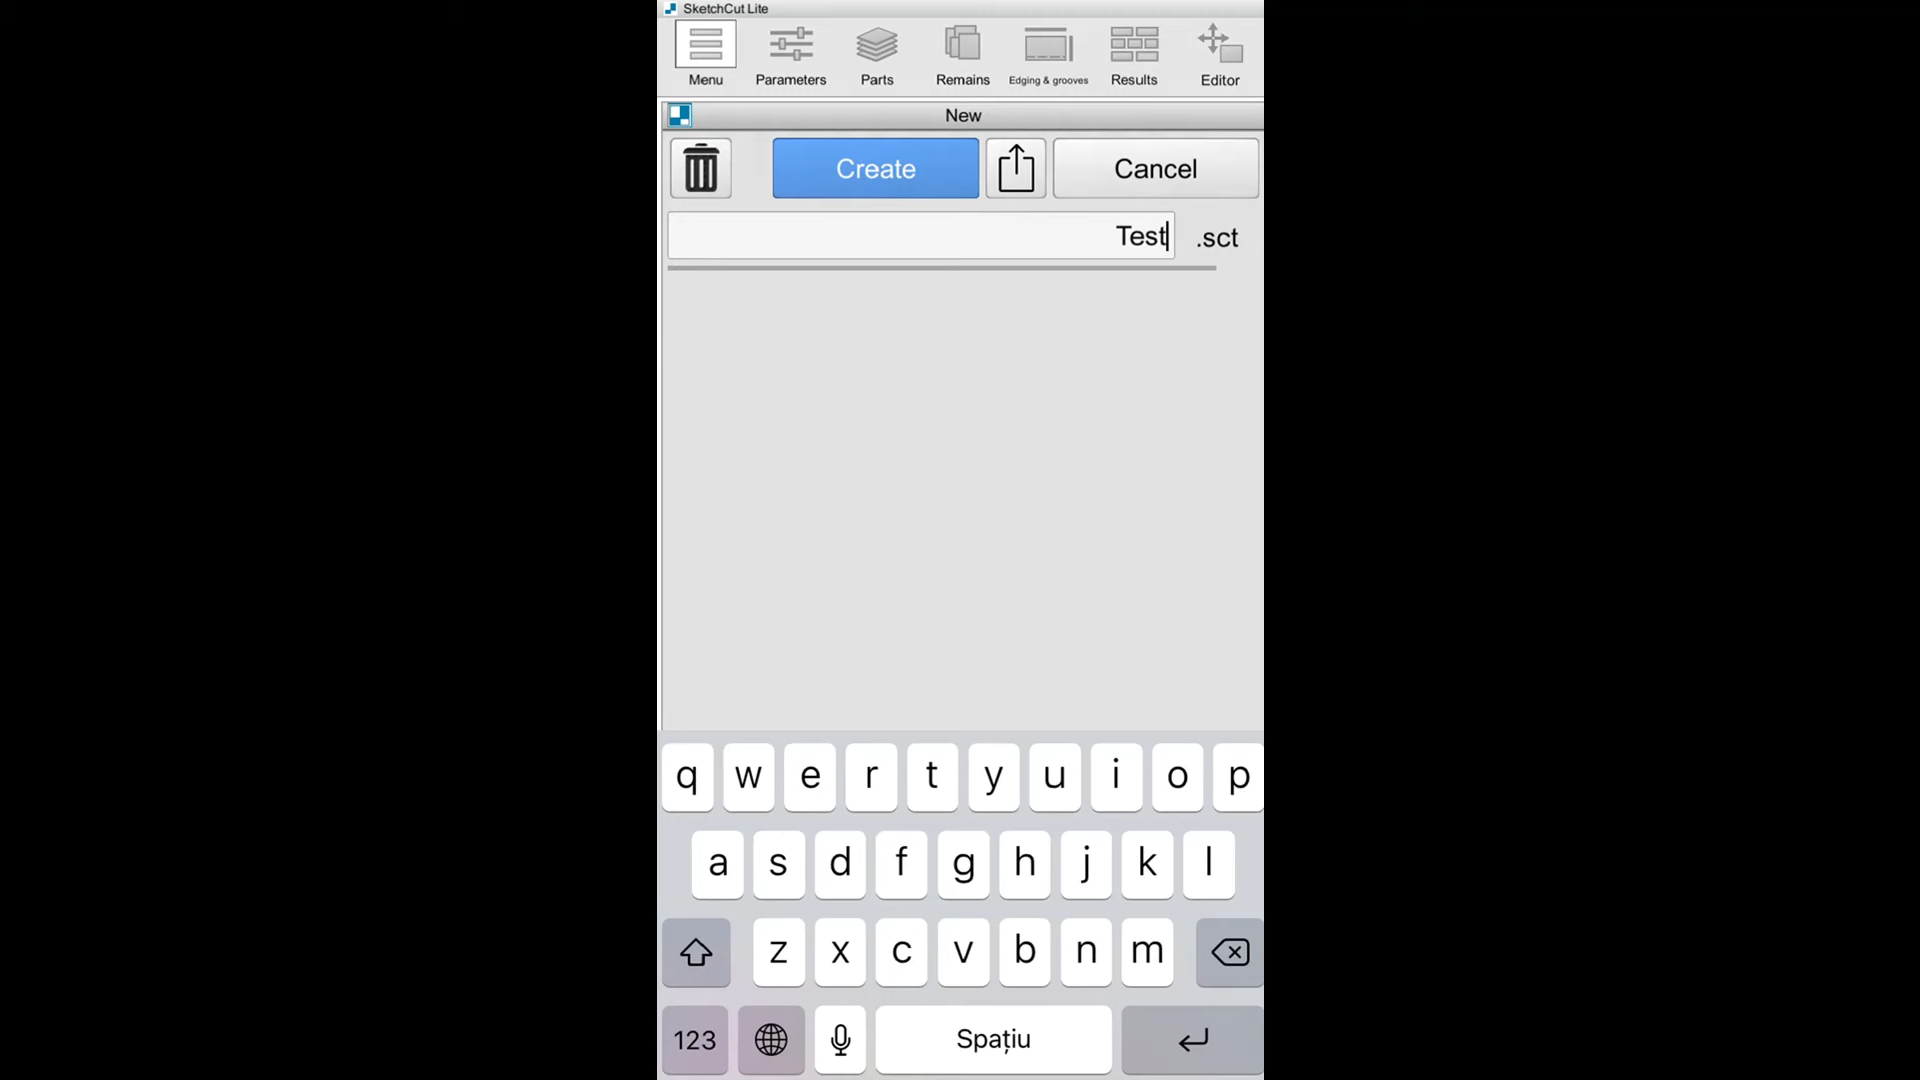 SketchCut Lite
Menu Parameters Parts Remains Edging & grooves Results Editor
New
Create Cancel
Test .sct
q w e r t y u i o p
a s d f g h j k l
z x c v b n m
123 Spațiu